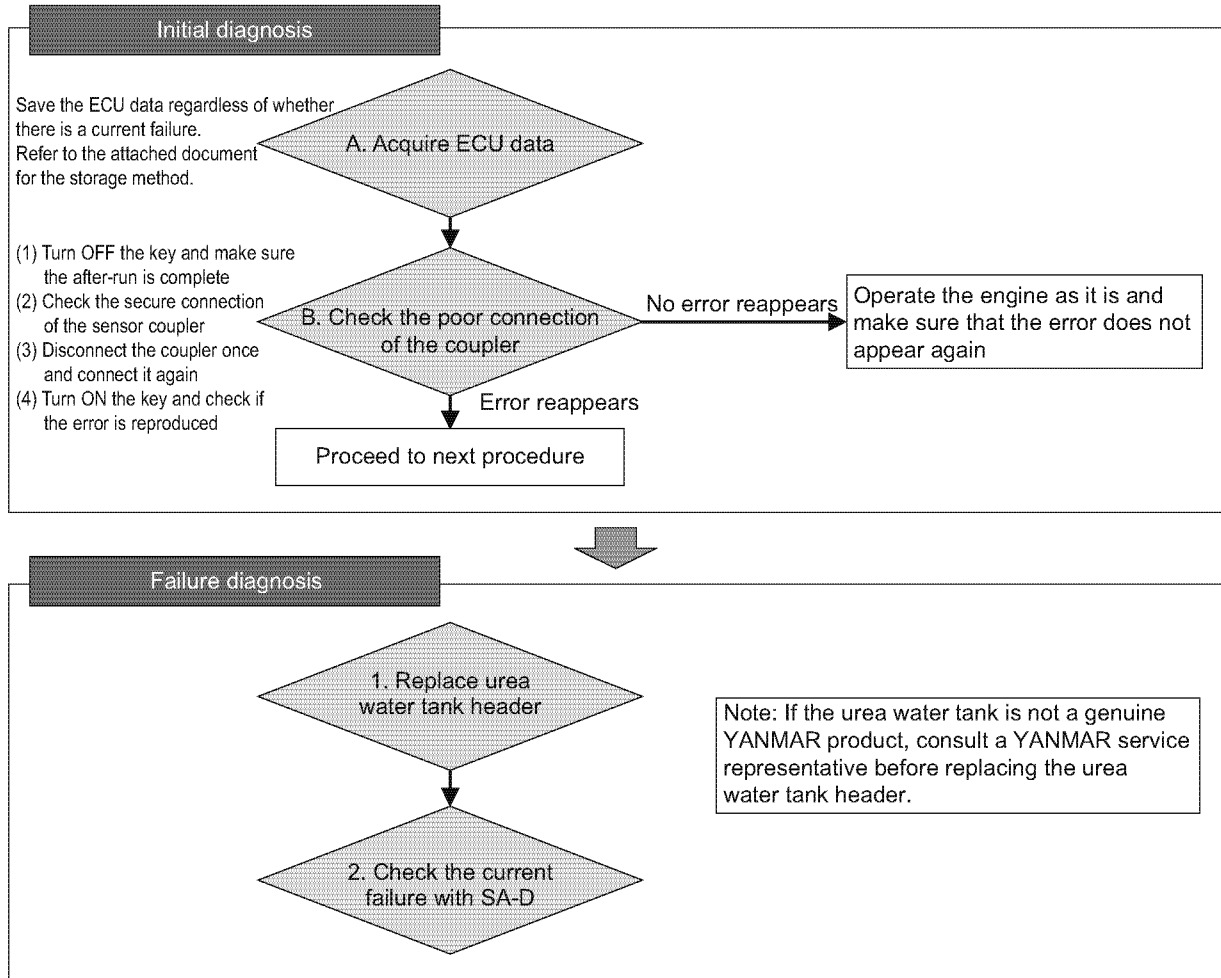 Initial diagnosis
Save the ECU data regardless of whether
there is a current failure.
Refer to the attached document
for the storage method.
A. Acquire ECU data
(1) Turn OFF the key and make sure
the after-run is complete
(2) Check the secure connection
of the sensor coupler
(3) Disconnect the coupler once
and connect it again
(4) Turn ON the key and check if
the error is reproduced
B. Check the poor connection
of the coupler
No error reappears
Operate the engine as it is and
make sure that the error does not
appear again
Error reappears
Proceed to next procedure
Failure diagnosis
1. Replace urea
water tank header
Note: If the urea water tank is not a genuine
YANMAR product, consult a YANMAR service
representative before replacing the urea
water tank header.
2. Check the current
failure with SA-D